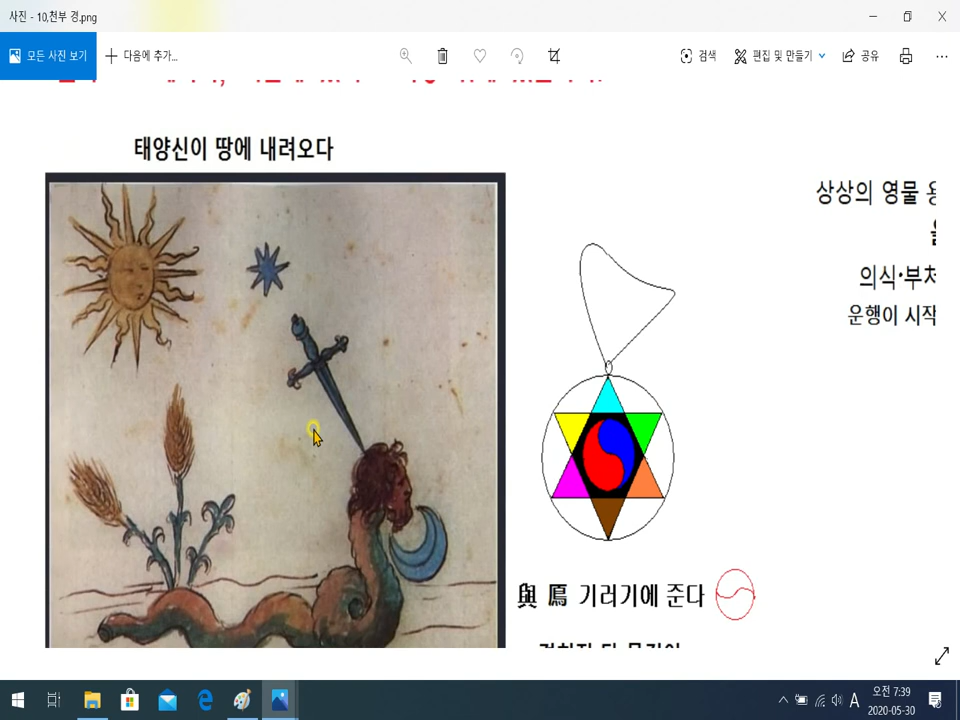 사진 - 10,천부 경.png
모든 사진 보기
다음에 추가...
검색
편집 및 만들기
공유
태양신이 땅에 내려오다
상상의 영물
의식·부처
운행이 시작
與 鳫 기러기에 준다
A
오전 7:39
2020-05-30